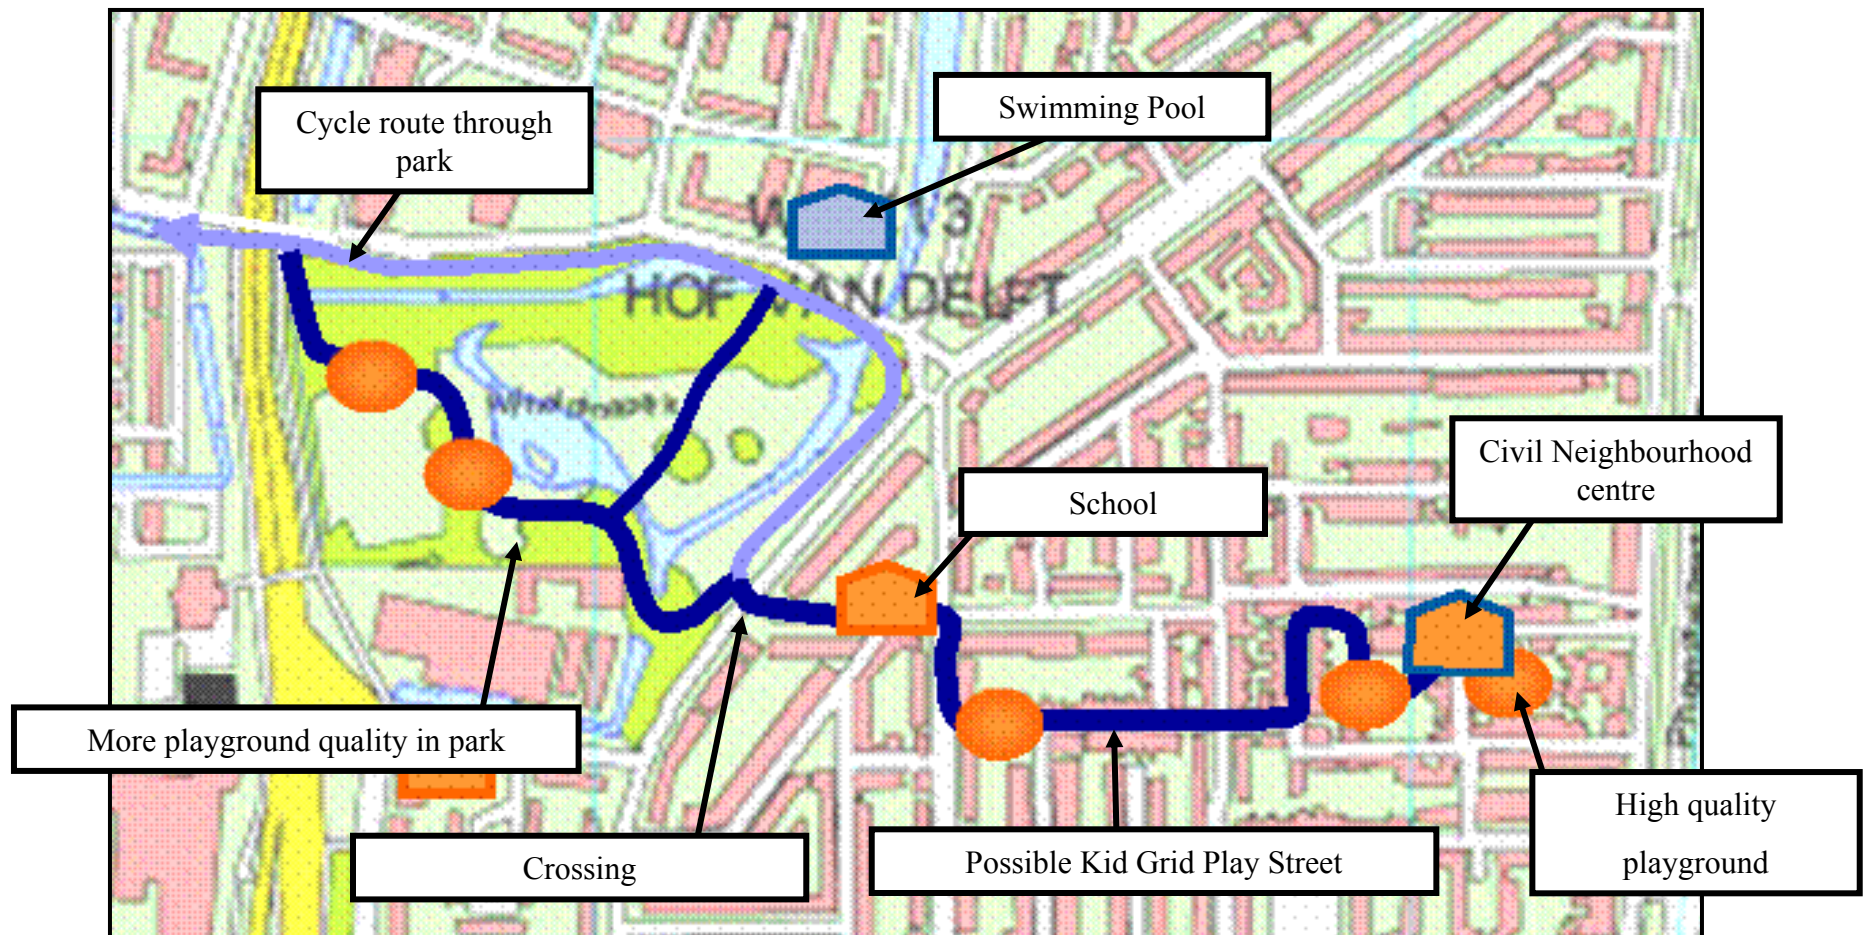 Swimming Pool
Cycle route through
park
HOF VAN DELFT
Civil Neighbourhood
centre
School
More playground quality in park
High quality
playground
Possible Kid Grid Play Street
Crossing